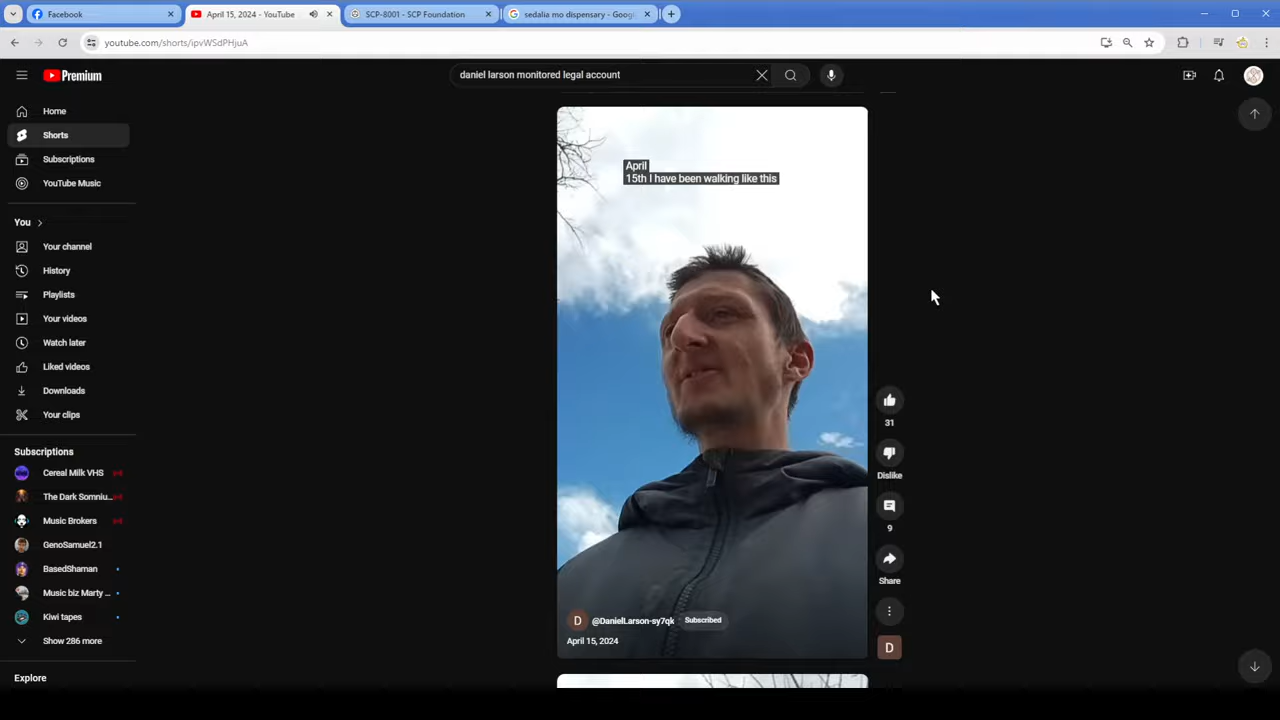 Facebook
April 15, 2024 - YouTube
SCP-8001 - SCP Foundation
sedalia mo dispensary - Googl
youtube.com/shorts/ipvWSdPHjuA
Premium
daniel larson monitored legal account
Home
Shorts
Subscriptions
YouTube Music
You
Your channel
History
Playlists
Your videos
Watch later
Liked videos
Downloads
Your clips
Subscriptions
Cereal Milk VHS
The Dark Somniu...
Music Brokers
GenoSamuel2.1
BasedShaman
Music biz Marty ...
Kiwi tapes
Show 286 more
Explore
April
15th I have been walking like this
31
Dislike
9
Share
D @DanielLarson-sy7qk Subscribed
April 15, 2024
D